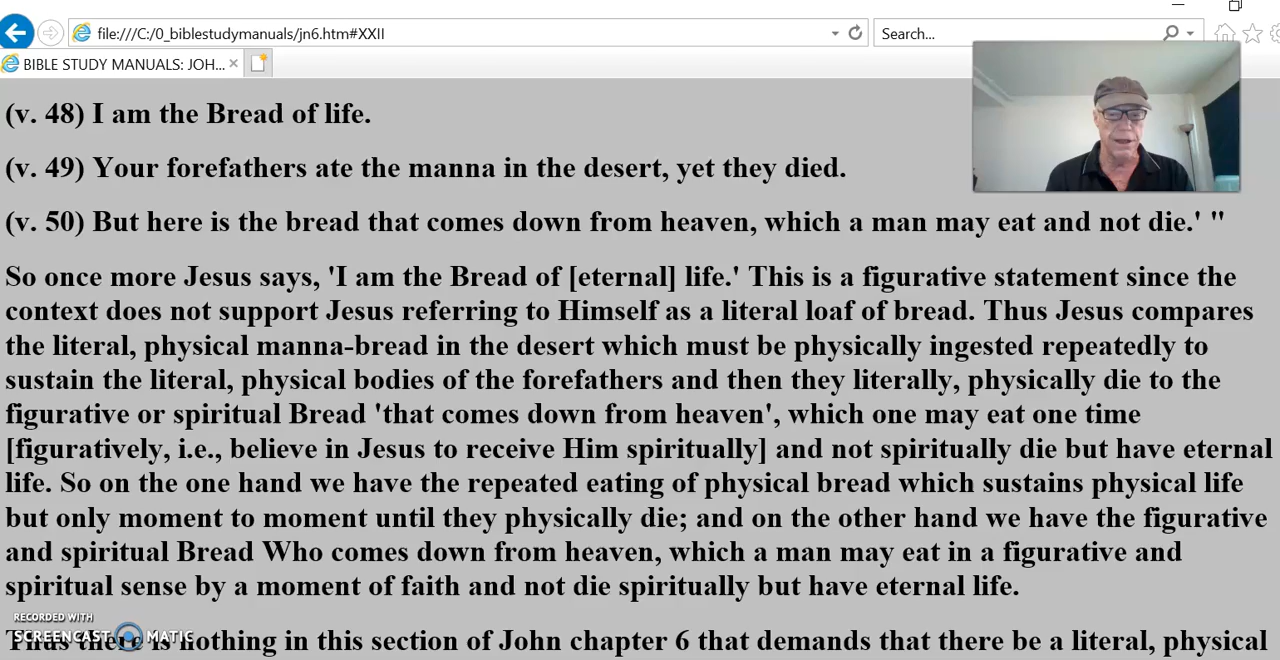 file:///C:/0_biblestudymanuals/jn6.htm#XXII
Search...
BIBLE STUDY MANUALS: JOH...
(v. 48) I am the Bread of life.
(v. 49) Your forefathers ate the manna in the desert, yet they died.
(v. 50) But here is the bread that comes down from heaven, which a man may eat and not die.' "
So once more Jesus says, 'I am the Bread of [eternal] life.' This is a figurative statement since the
context does not support Jesus referring to Himself as a literal loaf of bread. Thus Jesus compares
the literal, physical manna-bread in the desert which must be physically ingested repeatedly to
sustain the literal, physical bodies of the forefathers and then they literally, physically die to the
figurative or spiritual Bread 'that comes down from heaven', which one may eat one time
[figuratively, i.e., believe in Jesus to receive Him spiritually] and not spiritually die but have eternal
life. So on the one hand we have the repeated eating of physical bread which sustains physical life
but only moment to moment until they physically die; and on the other hand we have the figurative
and spiritual Bread Who comes down from heaven, which a man may eat in a figurative and
spiritual sense by a moment of faith and not die spiritually but have eternal life.
RECORDED WITH
SCREENCAST MATIC
Thus there is nothing in this section of John chapter 6 that demands that there be a literal, physical